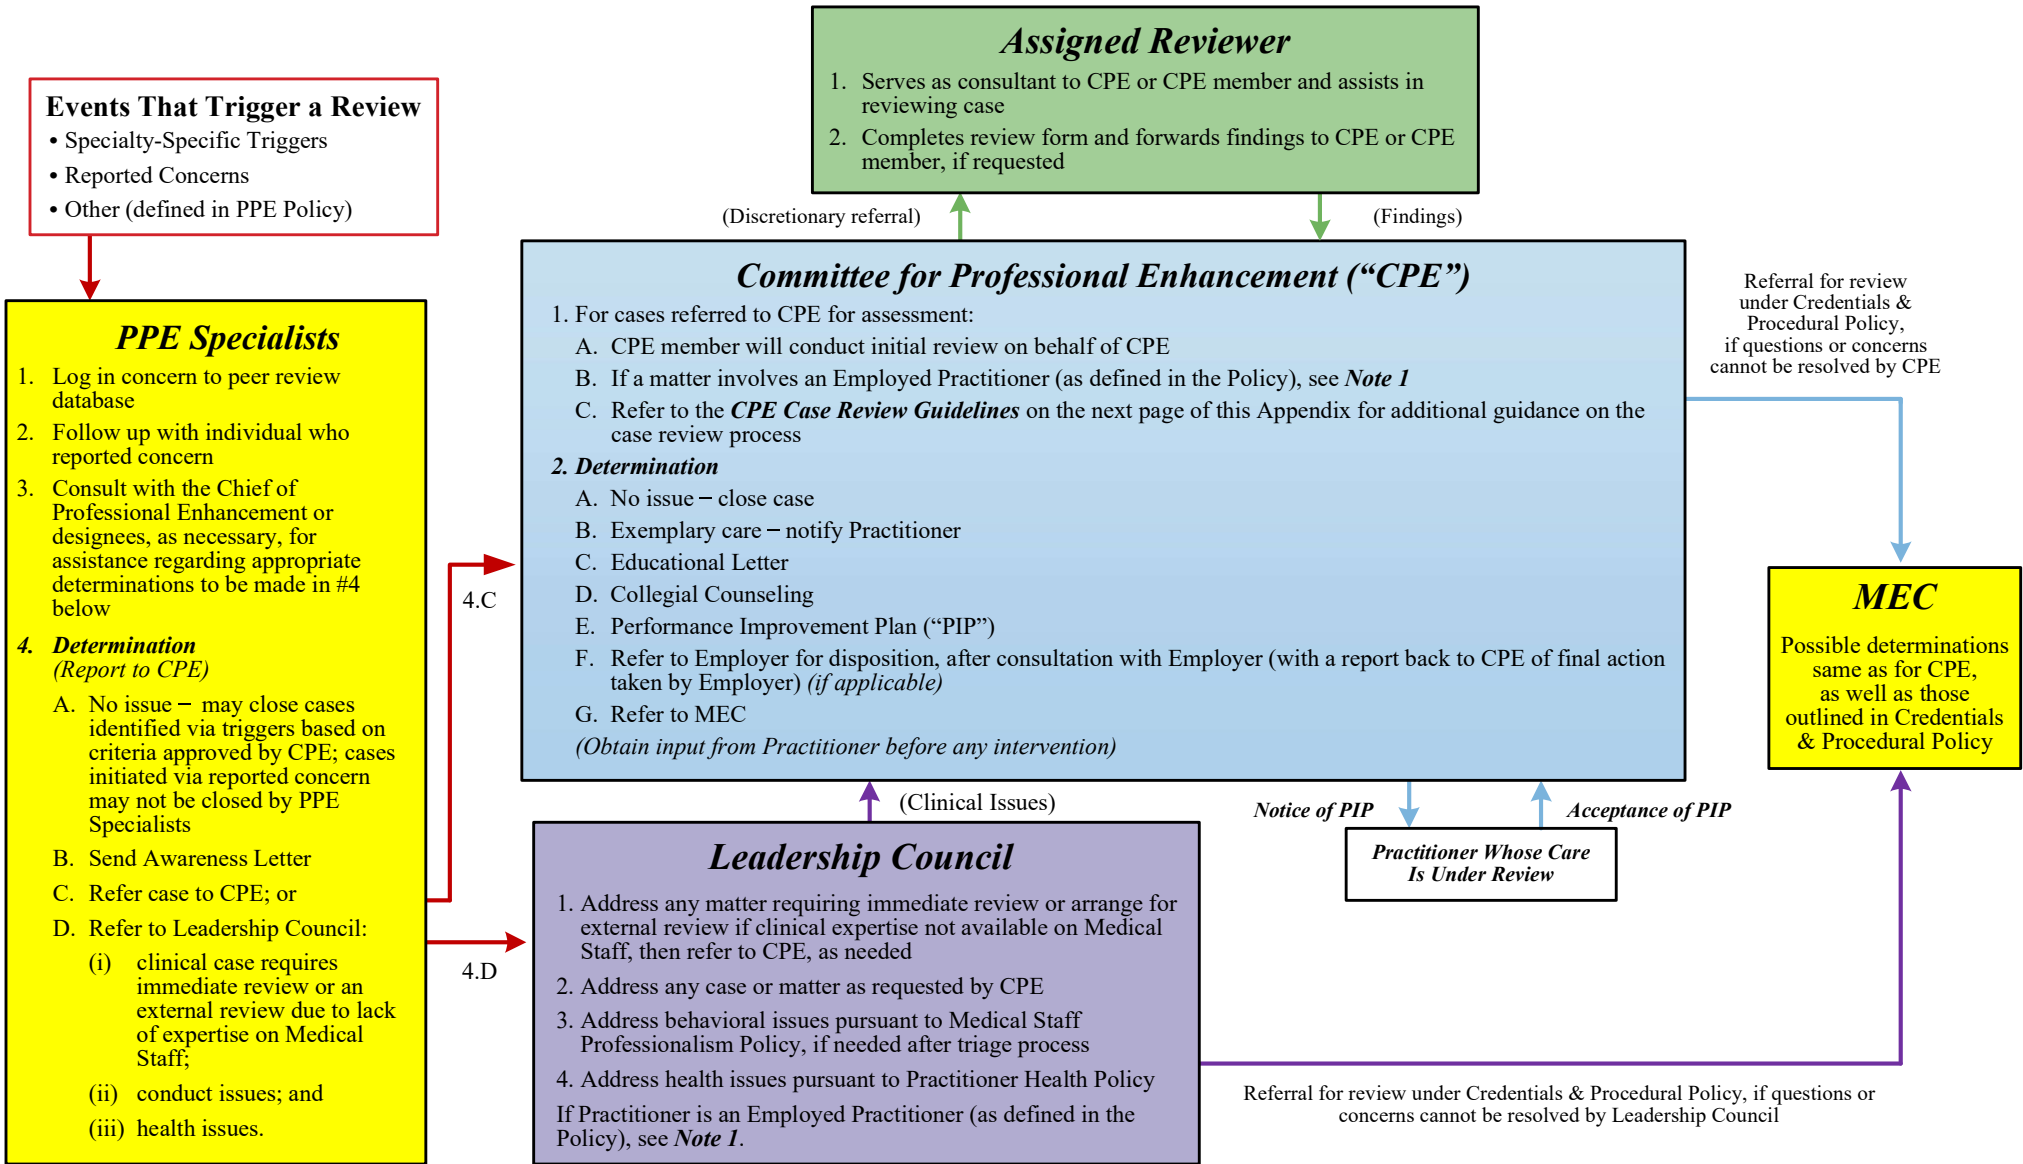 Assigned Reviewer
1. Serves as consultant to CPE or CPE member and assists in
reviewing case
2. Completes review form and forwards findings to CPE or CPE
member, if requested
Events That Trigger a Review
• Specialty-Specific Triggers
• Reported Concerns
• Other (defined in PPE Policy)
(Discretionary referral)
(Findings)
PPE Specialists
1. Log in concern to peer review
database
2. Follow up with individual who
reported concern
3. Consult with the Chief of
Professional Enhancement or
designees, as necessary, for
assistance regarding appropriate
determinations to be made in #4
below
4. Determination
(Report to CPE)
A. No issue – may close cases
identified via triggers based on
criteria approved by CPE; cases
initiated via reported concern
may not be closed by PPE
Specialists
B. Send Awareness Letter
C. Refer case to CPE; or
D. Refer to Leadership Council:
(i) clinical case requires
immediate review or an
external review due to lack
of expertise on Medical
Staff;
(ii) conduct issues; and
(iii) health issues.
4.C
4.D
Committee for Professional Enhancement (“CPE”)
1. For cases referred to CPE for assessment:
A. CPE member will conduct initial review on behalf of CPE
B. If a matter involves an Employed Practitioner (as defined in the Policy), see Note 1
C. Refer to the CPE Case Review Guidelines on the next page of this Appendix for additional guidance on the
case review process
2. Determination
A. No issue – close case
B. Exemplary care – notify Practitioner
C. Educational Letter
D. Collegial Counseling
E. Performance Improvement Plan (“PIP”)
F. Refer to Employer for disposition, after consultation with Employer (with a report back to CPE of final action
taken by Employer) (if applicable)
G. Refer to MEC
(Obtain input from Practitioner before any intervention)
Referral for review
under Credentials &
Procedural Policy,
if questions or concerns
cannot be resolved by CPE
MEC
Possible determinations
same as for CPE,
as well as those
outlined in Credentials
& Procedural Policy
(Clinical Issues)
Notice of PIP
Acceptance of PIP
Practitioner Whose Care
Is Under Review
Leadership Council
1. Address any matter requiring immediate review or arrange for
external review if clinical expertise not available on Medical
Staff, then refer to CPE, as needed
2. Address any case or matter as requested by CPE
3. Address behavioral issues pursuant to Medical Staff
Professionalism Policy, if needed after triage process
4. Address health issues pursuant to Practitioner Health Policy
If Practitioner is an Employed Practitioner (as defined in the
Policy), see Note 1.
Referral for review under Credentials & Procedural Policy, if questions or
concerns cannot be resolved by Leadership Council